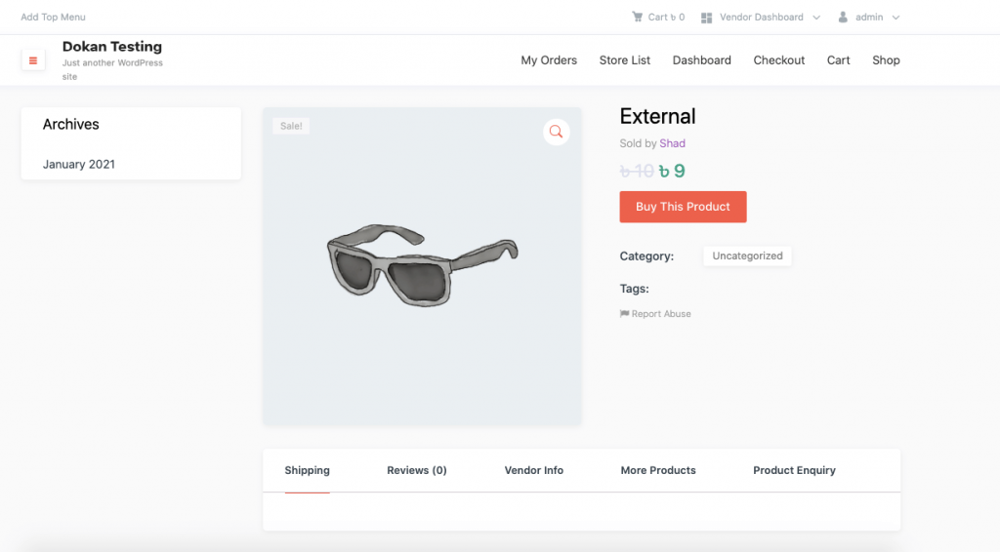 Add Top Menu
Cart ৳ 0
Vendor Dashboard
admin
Dokan Testing
Just another WordPress
site
My Orders
Store List
Dashboard
Checkout
Cart
Shop
Archives
January 2021
Sale!
External
Sold by Shad
৳ 10 ৳ 9
Buy This Product
Category:
Uncategorized
Tags:
Report Abuse
Shipping
Reviews (0)
Vendor Info
More Products
Product Enquiry